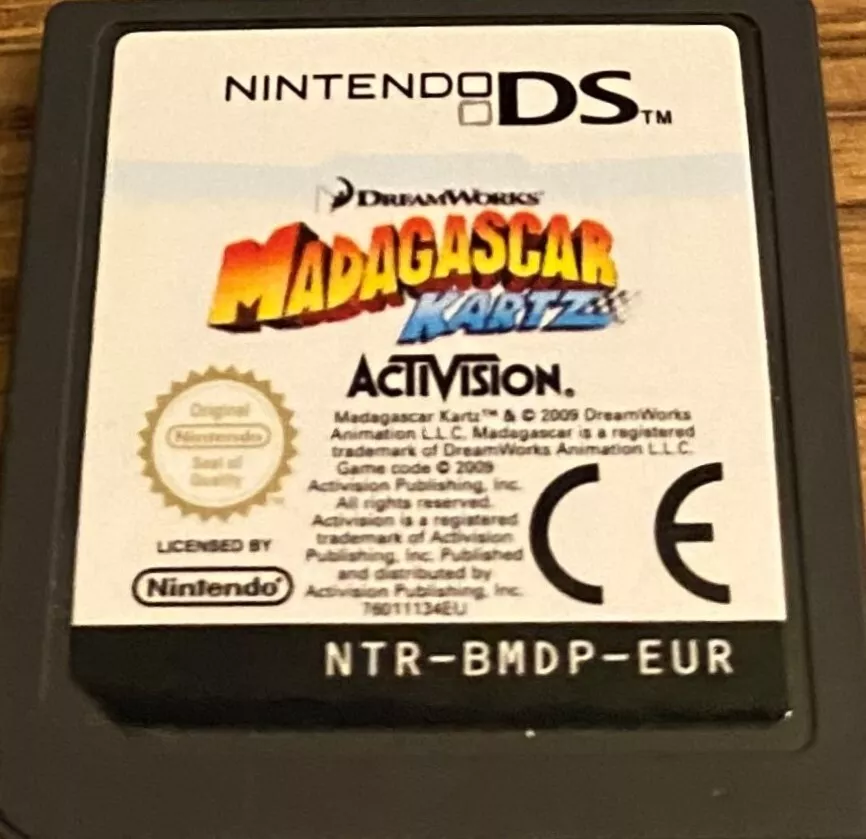 NINTENDO DS™
DREAMWORKS
MADAGASCAR
KARTZ
ACTIVISION®
Madagascar Kartz™ & © 2009 DreamWorks
Animation L.L.C. Madagascar is a registered
trademark of DreamWorks Animation L.L.C.
Game code © 2009
Activision Publishing, Inc.
All rights reserved.
Activision is a registered
trademark of Activision
Publishing, Inc. Published
and distributed by
Activision Publishing, Inc.
76011134EU
Original
Nintendo
Seal of
Quality
™
LICENSED BY
Nintendo®
CE
NTR-BMDP-EUR